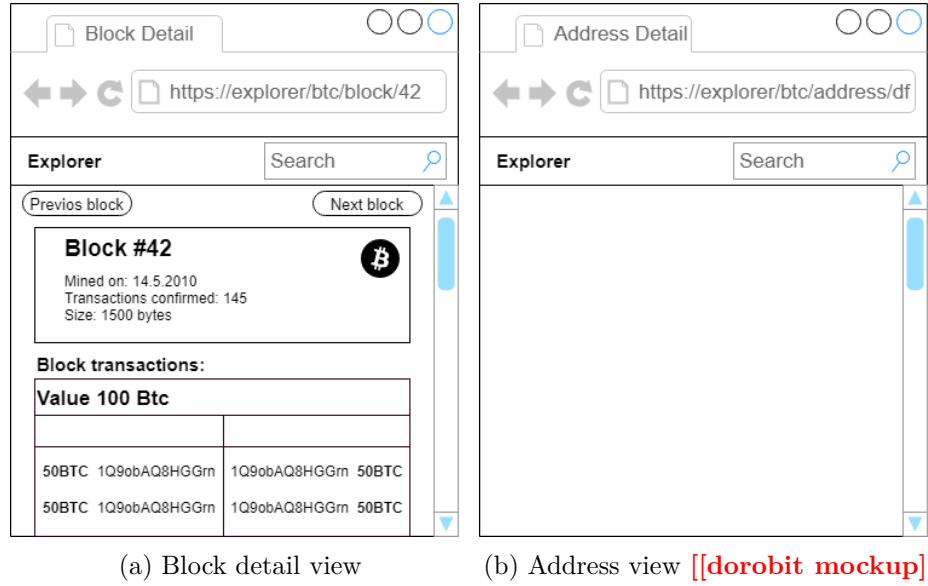 Block Detail
https://explorer/btc/block/42
Explorer
Search
Previos block
Next block
Block #42
Mined on: 14.5.2010
Transactions confirmed: 145
Size: 1500 bytes
Block transactions:
Value 100 Btc
50BTC 1Q9obAQ8HGGrn 1Q9obAQ8HGGrn 50BTC
50BTC 1Q9obAQ8HGGrn 1Q9obAQ8HGGrn 50BTC
(a) Block detail view
Address Detail
https://explorer/btc/address/df
Explorer
Search
(b) Address view [[dorobit mockup]